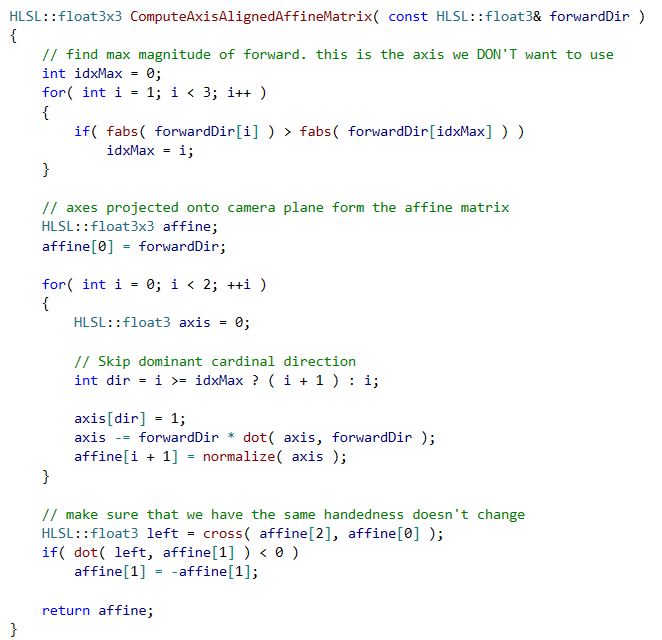 HLSL::float3x3 ComputeAxisAlignedAffineMatrix( const HLSL::float3& forwardDir )
{
    // find max magnitude of forward. this is the axis we DON'T want to use
    int idxMax = 0;
    for( int i = 1; i < 3; i++ )
    {
        if( fabs( forwardDir[i] ) > fabs( forwardDir[idxMax] ) )
            idxMax = i;
    }

    // axes projected onto camera plane form the affine matrix
    HLSL::float3x3 affine;
    affine[0] = forwardDir;

    for( int i = 0; i < 2; ++i )
    {
        HLSL::float3 axis = 0;

        // Skip dominant cardinal direction
        int dir = i >= idxMax ? ( i + 1 ) : i;

        axis[dir] = 1;
        axis -= forwardDir * dot( axis, forwardDir );
        affine[i + 1] = normalize( axis );
    }

    // make sure that we have the same handedness doesn't change
    HLSL::float3 left = cross( affine[2], affine[0] );
    if( dot( left, affine[1] ) < 0 )
        affine[1] = -affine[1];

    return affine;
}